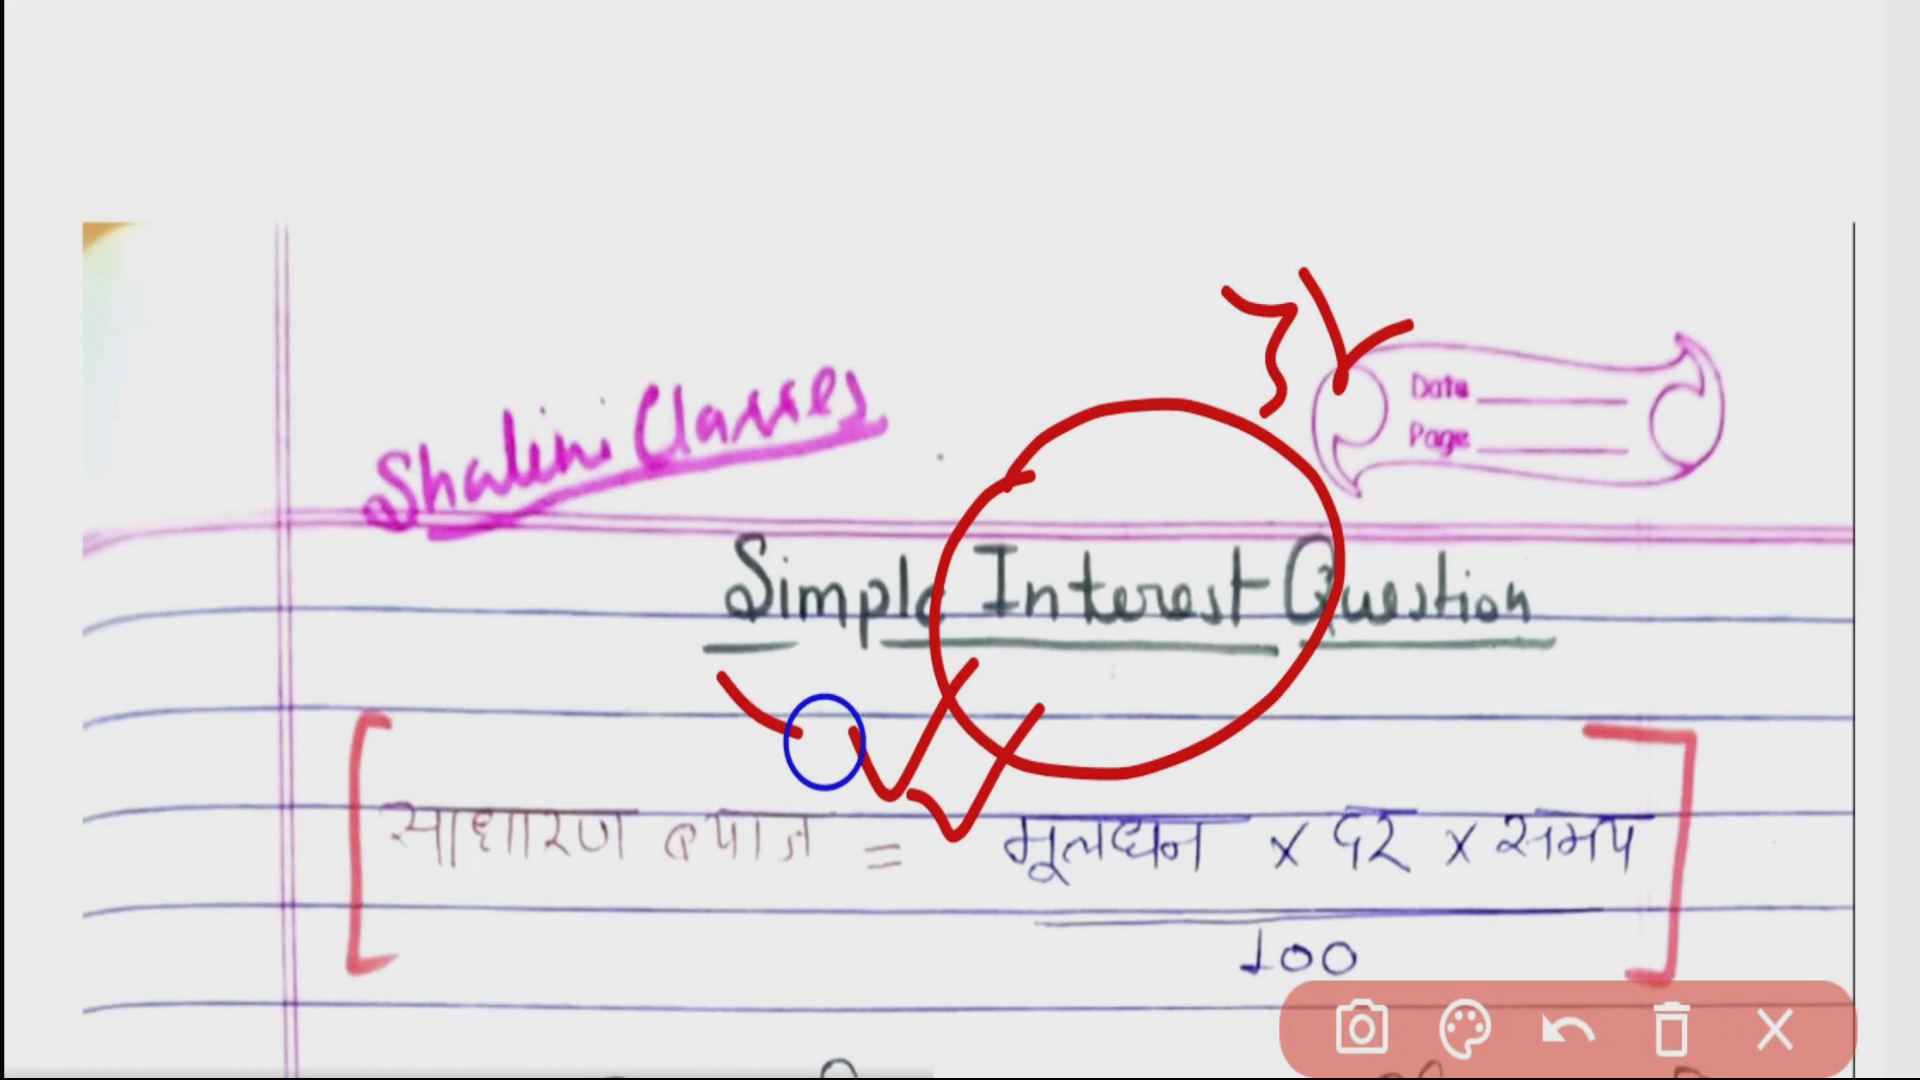 Shalini Classes
Date
Page
Simple Interest Question
साधारण ब्याज = मूलधन x दर x समय
100